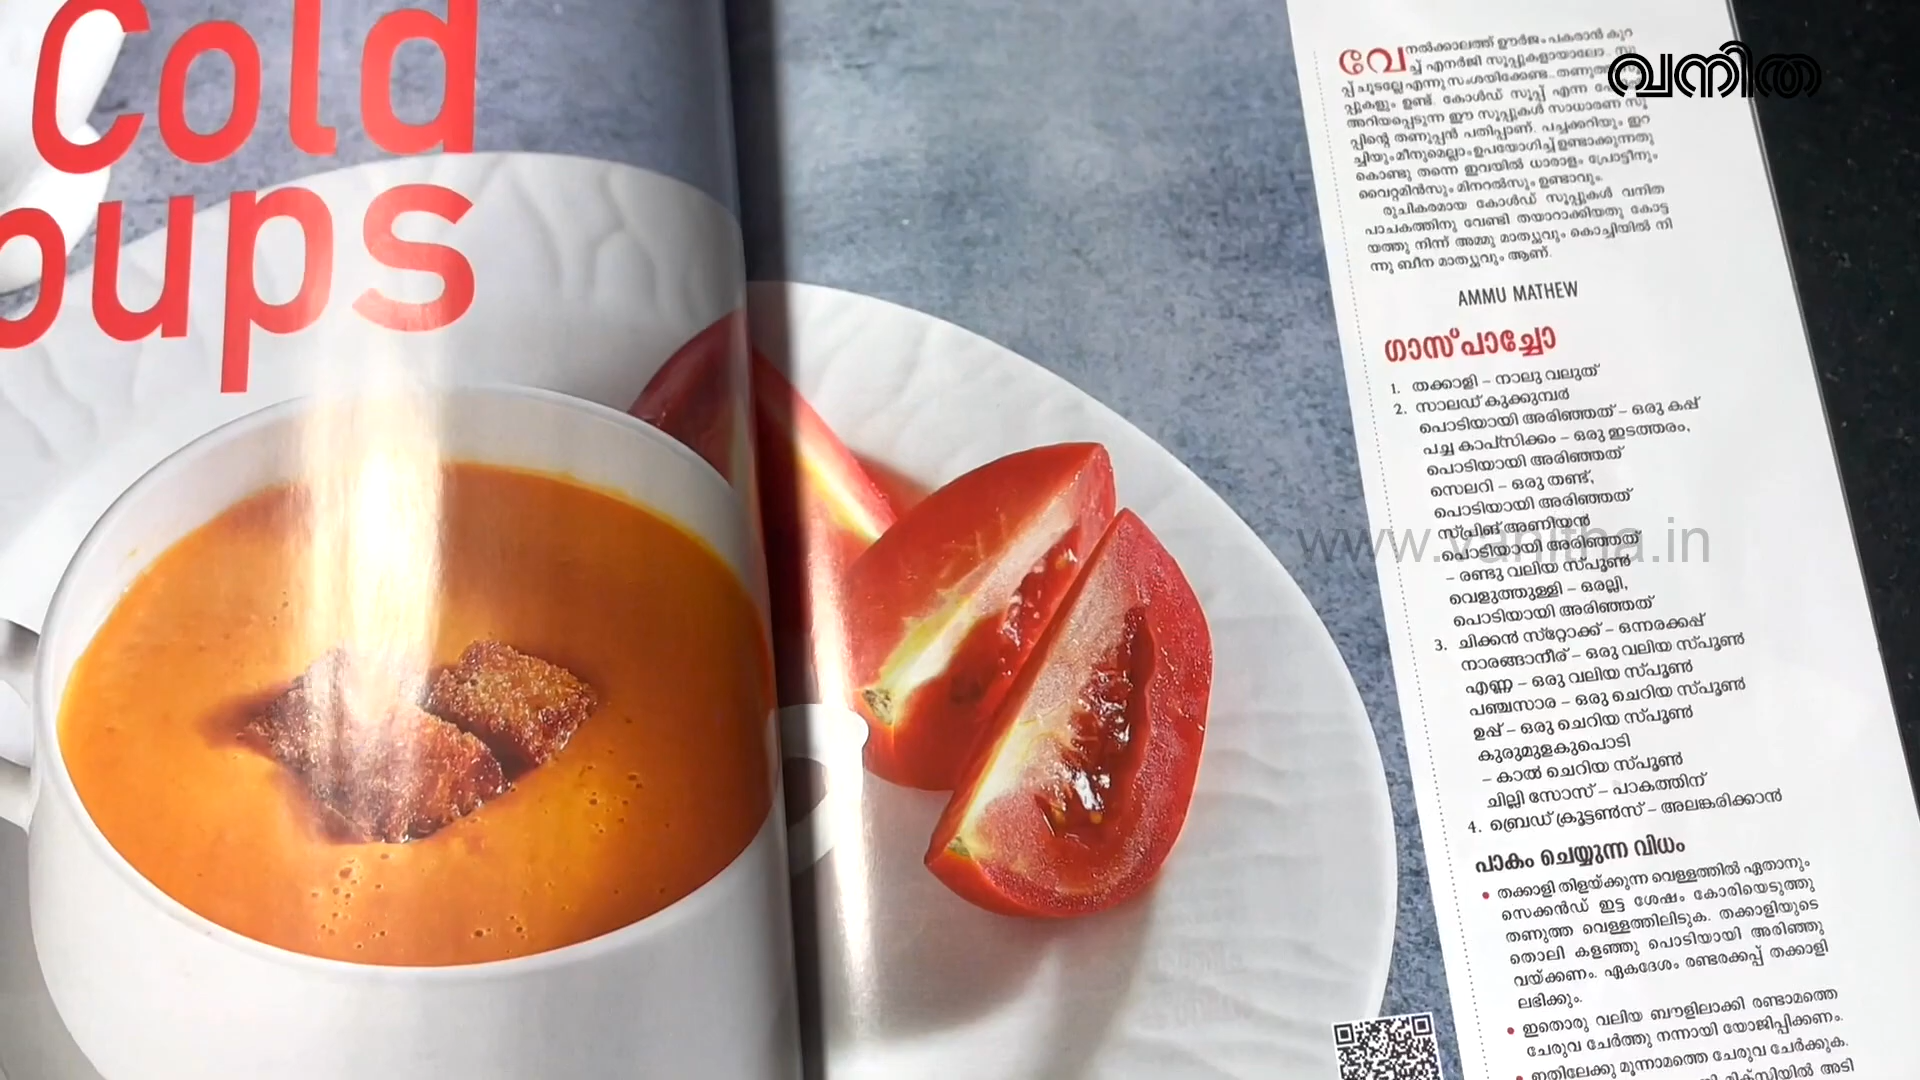 Cold
oups
വനിത
വേനൽക്കാലത്ത് ഊർജം പകരാൻ കുറ
ച്ച് എനർജി സൂപ്പുകളായാലോ.. സൂ
പ്പ് ചൂടല്ലേ എന്നു സംശയിക്കേണ്ട.. തണുത്ത സൂ
പ്പുകളും ഉണ്ട്. കോൾഡ് സൂപ്പ് എന്ന പേരിൽ
അറിയപ്പെടുന്ന ഈ സൂപ്പുകൾ സാധാരണ സൂ
പ്പിന്റെ തണുപ്പൻ പതിപ്പാണ്. പച്ചക്കറിയും ഇറ
ച്ചിയും മീനുമെല്ലാം ഉപയോഗിച്ച് ഉണ്ടാക്കുന്നതു
കൊണ്ടു തന്നെ ഇവയിൽ ധാരാളം പ്രോട്ടീനും
വൈറ്റമിൻസും മിനറൽസും ഉണ്ടാവും.
രുചികരമായ കോൾഡ് സൂപ്പുകൾ വനിത
പാചകത്തിനു വേണ്ടി തയാറാക്കിയതു കോട്ട
യത്തു നിന്ന് അമ്മു മാത്യുവും കൊച്ചിയിൽ നി
ന്നു ബീന മാത്യുവും ആണ്.
AMMU MATHEW
ഗാസ്പാച്ചോ
1. തക്കാളി – നാലു വലുത്
2. സാലഡ് കുക്കുമ്പർ
പൊടിയായി അരിഞ്ഞത് – ഒരു കപ്പ്
പച്ച കാപ്സിക്കം – ഒരു ഇടത്തരം,
പൊടിയായി അരിഞ്ഞത്
സെലറി – ഒരു തണ്ട്,
പൊടിയായി അരിഞ്ഞത്
സ്പ്രിങ് അണിയൻ
പൊടിയായി അരിഞ്ഞത്
– രണ്ടു വലിയ സ്പൂൺ
വെളുത്തുള്ളി – ഒരല്ലി,
പൊടിയായി അരിഞ്ഞത്
3. ചിക്കൻ സ്റ്റോക്ക് – ഒന്നരക്കപ്പ്
നാരങ്ങാനീര് – ഒരു വലിയ സ്പൂൺ
എണ്ണ – ഒരു വലിയ സ്പൂൺ
പഞ്ചസാര – ഒരു ചെറിയ സ്പൂൺ
ഉപ്പ് – ഒരു ചെറിയ സ്പൂൺ
കുരുമുളകുപൊടി
– കാൽ ചെറിയ സ്പൂൺ
ചില്ലി സോസ് – പാകത്തിന്
4. ബ്രെഡ് ക്രൂട്ടൺസ് – അലങ്കരിക്കാൻ
പാകം ചെയ്യുന്ന വിധം
• തക്കാളി തിളയ്ക്കുന്ന വെള്ളത്തിൽ ഏതാനും
സെക്കൻഡ് ഇട്ട ശേഷം കോരിയെടുത്തു
തണുത്ത വെള്ളത്തിലിടുക. തക്കാളിയുടെ
തൊലി കളഞ്ഞു പൊടിയായി അരിഞ്ഞു
വയ്ക്കണം. ഏകദേശം രണ്ടരക്കപ്പ് തക്കാളി
ലഭിക്കും.
• ഇതൊരു വലിയ ബൗളിലാക്കി രണ്ടാമത്തെ
ചേരുവ ചേർത്തു നന്നായി യോജിപ്പിക്കണം.
• ഇതിലേക്കു മൂന്നാമത്തെ ചേരുവ ചേർക്കുക.
മിക്സിയിൽ അടി
www.vanitha.in